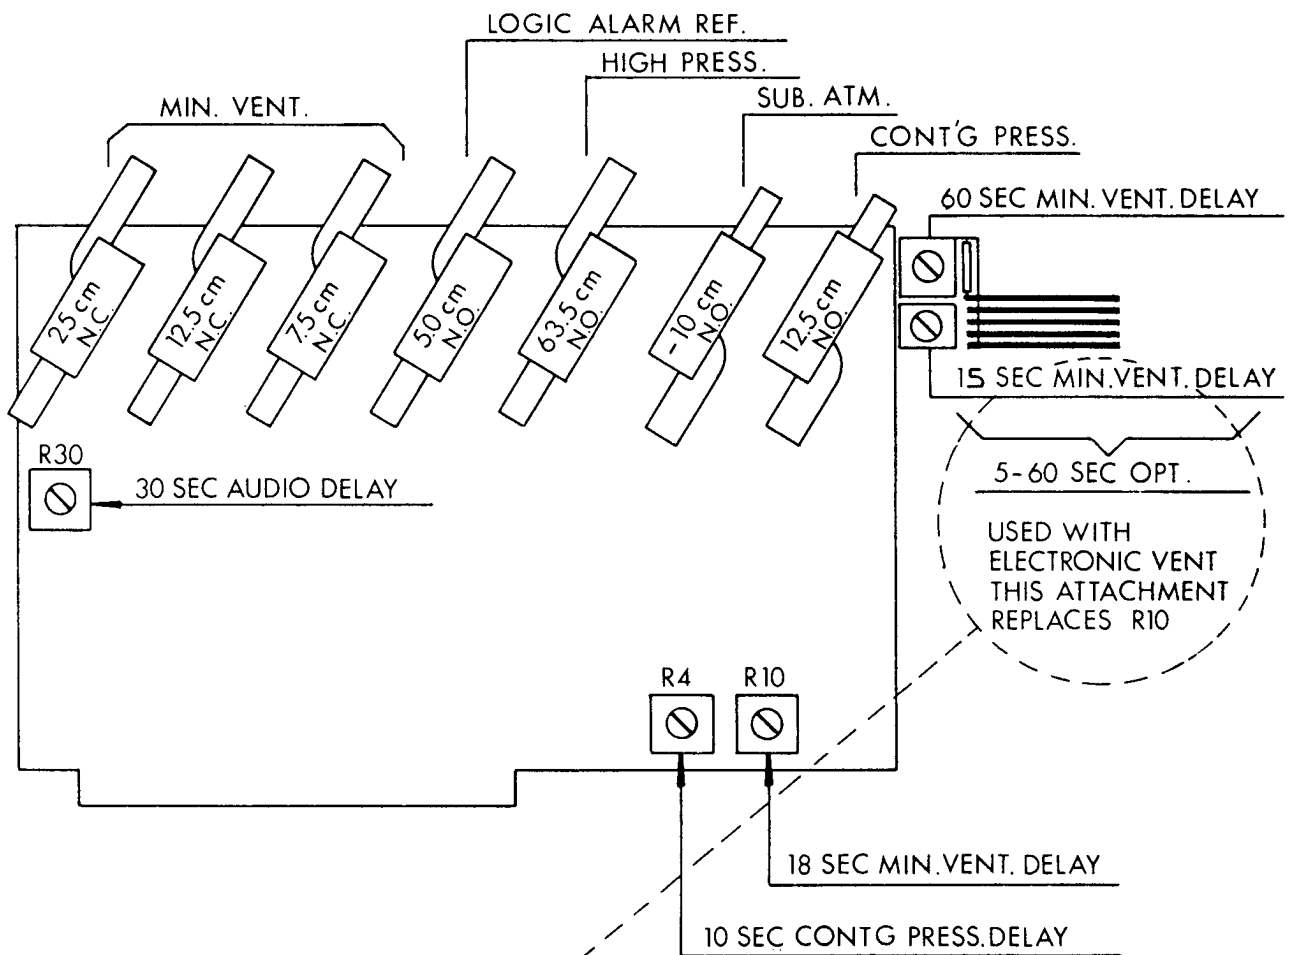 LOGIC ALARM REF.
HIGH PRESS.
MIN. VENT.
SUB. ATM.
CONT'G PRESS.
60 SEC MIN. VENT. DELAY
25 cm
N.C.
12.5 cm
N.C.
7.5 cm
N.C.
5.0 cm
N.O.
63.5 cm
N.O.
-10 cm
N.O.
12.5 cm
N.O.
15 SEC MIN. VENT. DELAY
R30
30 SEC AUDIO DELAY
5-60 SEC OPT.
USED WITH
ELECTRONIC VENT
THIS ATTACHMENT
REPLACES R10
R4
R10
18 SEC MIN. VENT. DELAY
10 SEC CONTG PRESS. DELAY